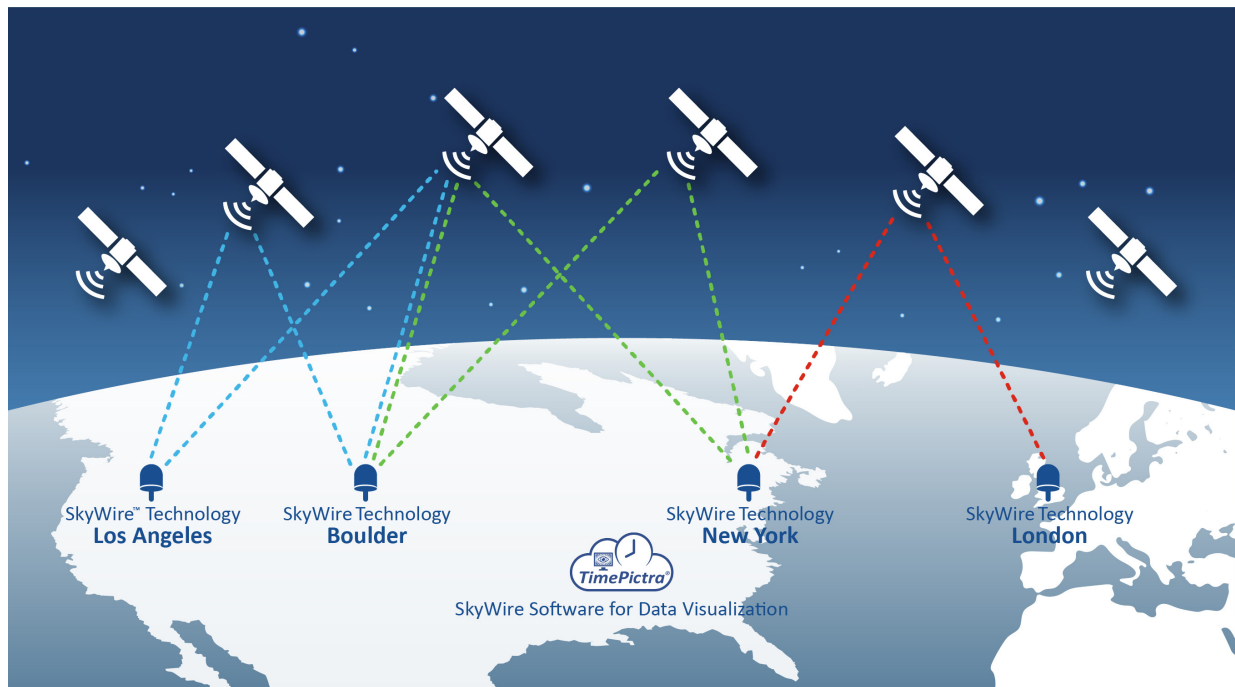 SkyWire™ Technology
Los Angeles
SkyWire Technology
Boulder
SkyWire Technology
New York
SkyWire Technology
London
TimePictra®
SkyWire Software for Data Visualization